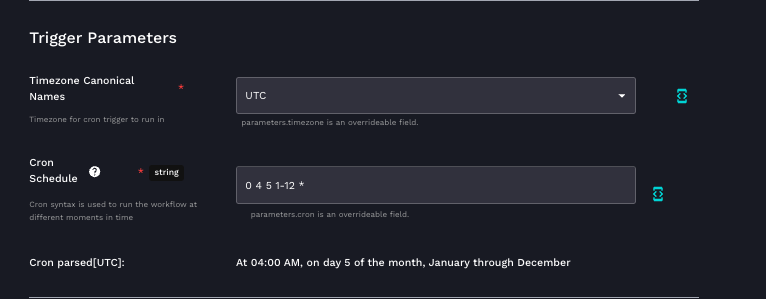 Trigger Parameters
Timezone Canonical
Names
*
UTC
Timezone for cron trigger to run in
parameters.timezone is an overrideable field.
Cron
Schedule
?
* string
0 4 5 1-12 *
Cron syntax is used to run the workflow at
different moments in time
parameters.cron is an overrideable field.
Cron parsed[UTC]:
At 04:00 AM, on day 5 of the month, January through December